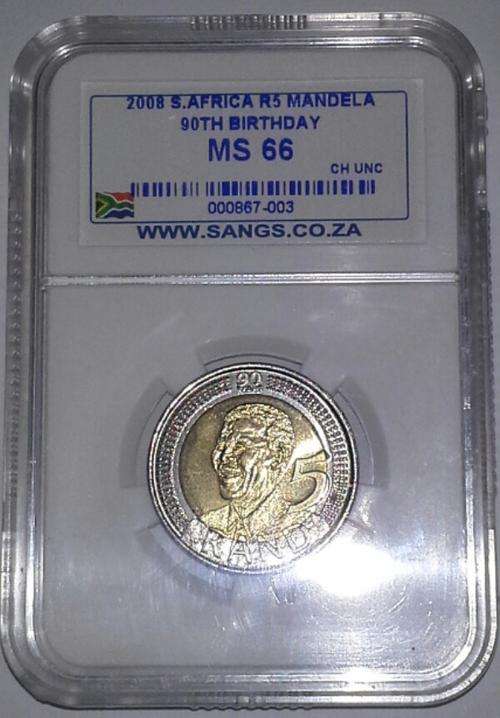 2008 S.AFRICA R5 MANDELA
90TH BIRTHDAY
MS 66
CH UNC
000867-003
WWW.SANGS.CO.ZA
90
5
RAND